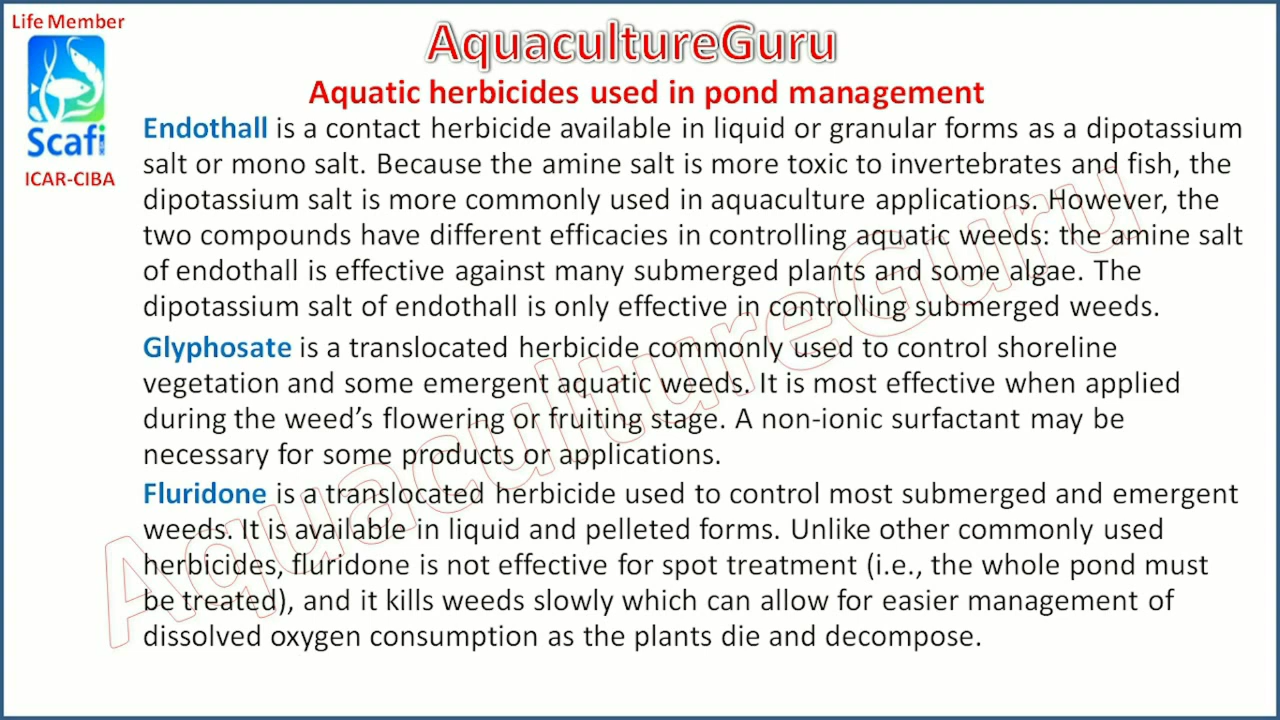 Life Member
AquacultureGuru
Scafi
ICAR-CIBA
Aquatic herbicides used in pond management
Endothall is a contact herbicide available in liquid or granular forms as a dipotassium
salt or mono salt. Because the amine salt is more toxic to invertebrates and fish, the
dipotassium salt is more commonly used in aquaculture applications. However, the
two compounds have different efficacies in controlling aquatic weeds: the amine salt
of endothall is effective against many submerged plants and some algae. The
dipotassium salt of endothall is only effective in controlling submerged weeds.
Glyphosate is a translocated herbicide commonly used to control shoreline
vegetation and some emergent aquatic weeds. It is most effective when applied
during the weed’s flowering or fruiting stage. A non-ionic surfactant may be
necessary for some products or applications.
Fluridone is a translocated herbicide used to control most submerged and emergent
weeds. It is available in liquid and pelleted forms. Unlike other commonly used
herbicides, fluridone is not effective for spot treatment (i.e., the whole pond must
be treated), and it kills weeds slowly which can allow for easier management of
dissolved oxygen consumption as the plants die and decompose.
AquacultureGuru